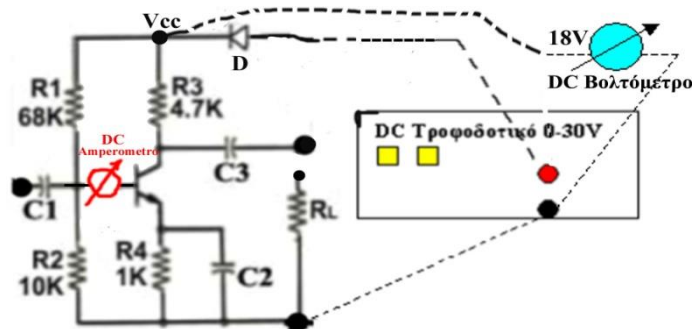 Vcc
18V
D
DC Βολτόμετρο
R1
68K
R3
4.7K
DC Τροφοδοτικό 0-30V
DC
Amperometró
C3
C1
RL
R2
10K
R4
1K
C2